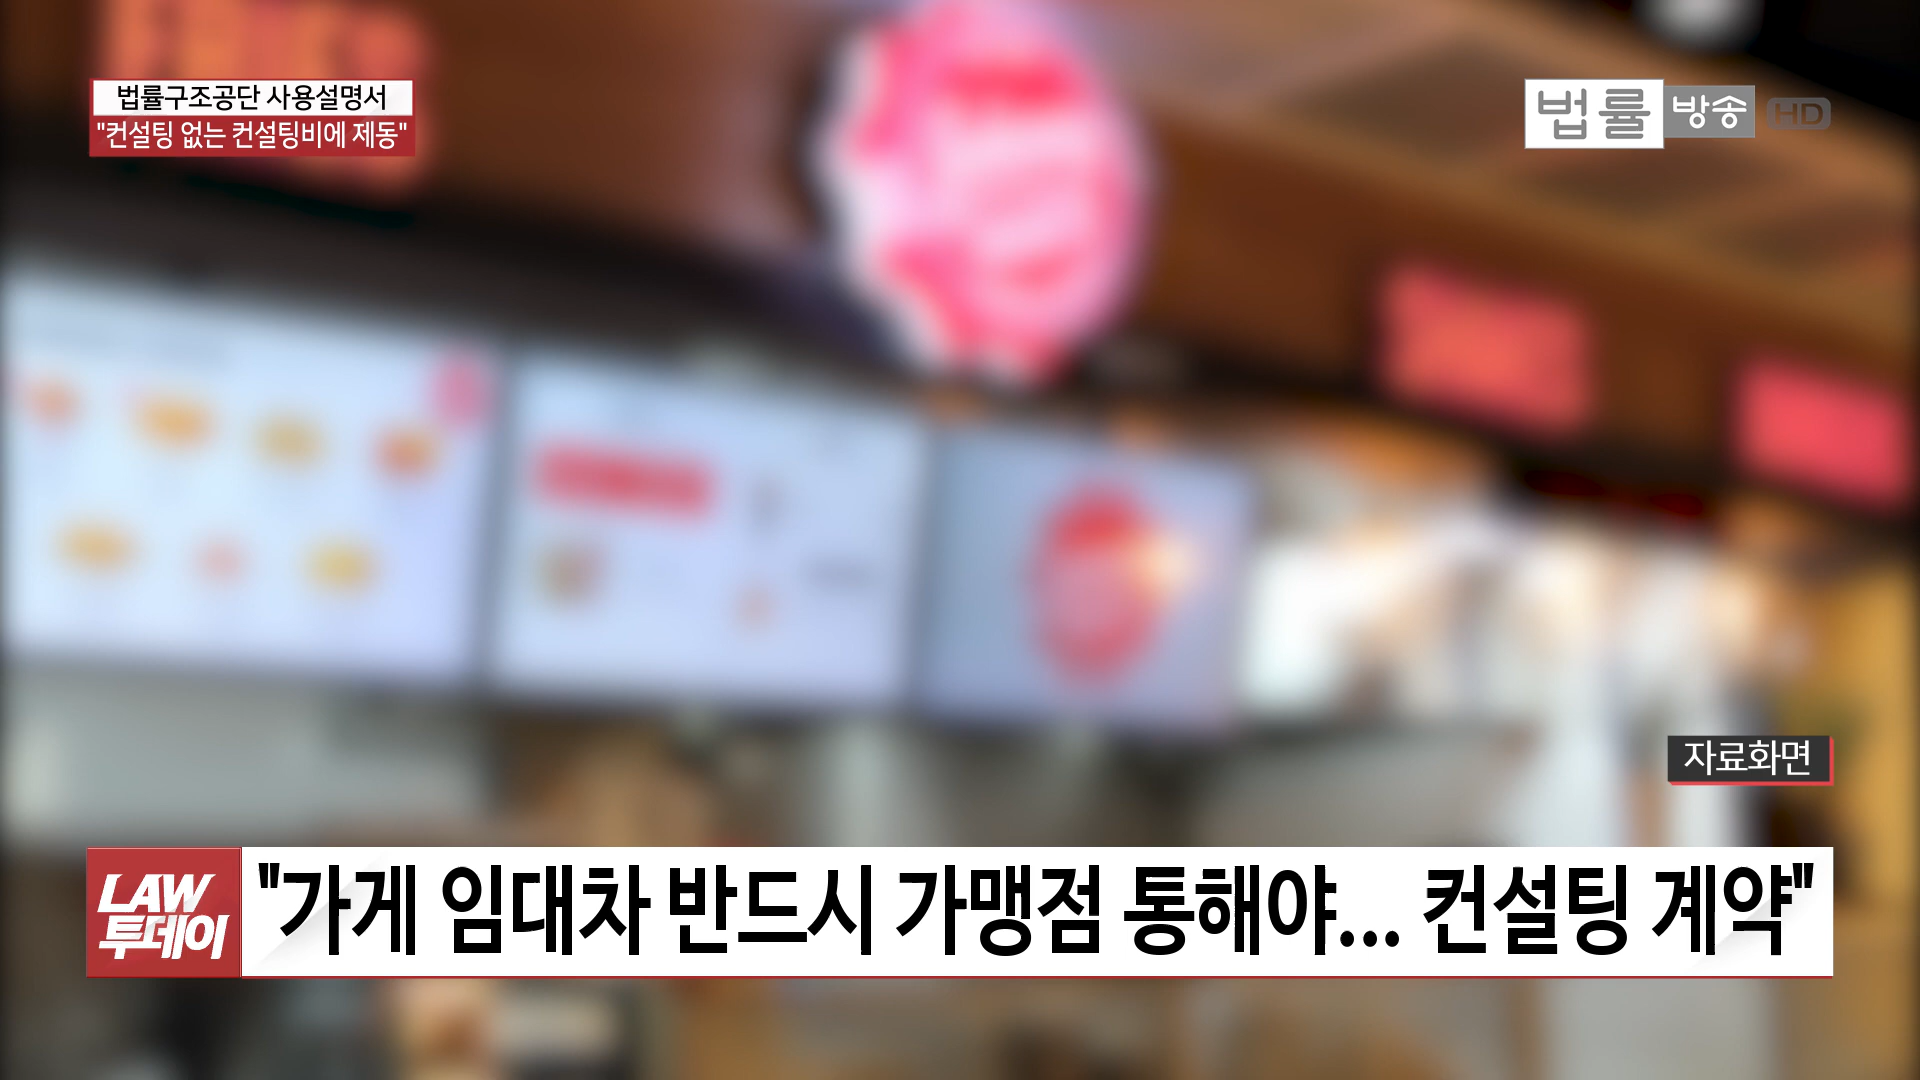 법률구조공단 사용설명서
"컨설팅 없는 컨설팅비에 제동"
법률방송 HD
자료화면
LAW 투데이
"가게 임대차 반드시 가맹점 통해야... 컨설팅 계약"